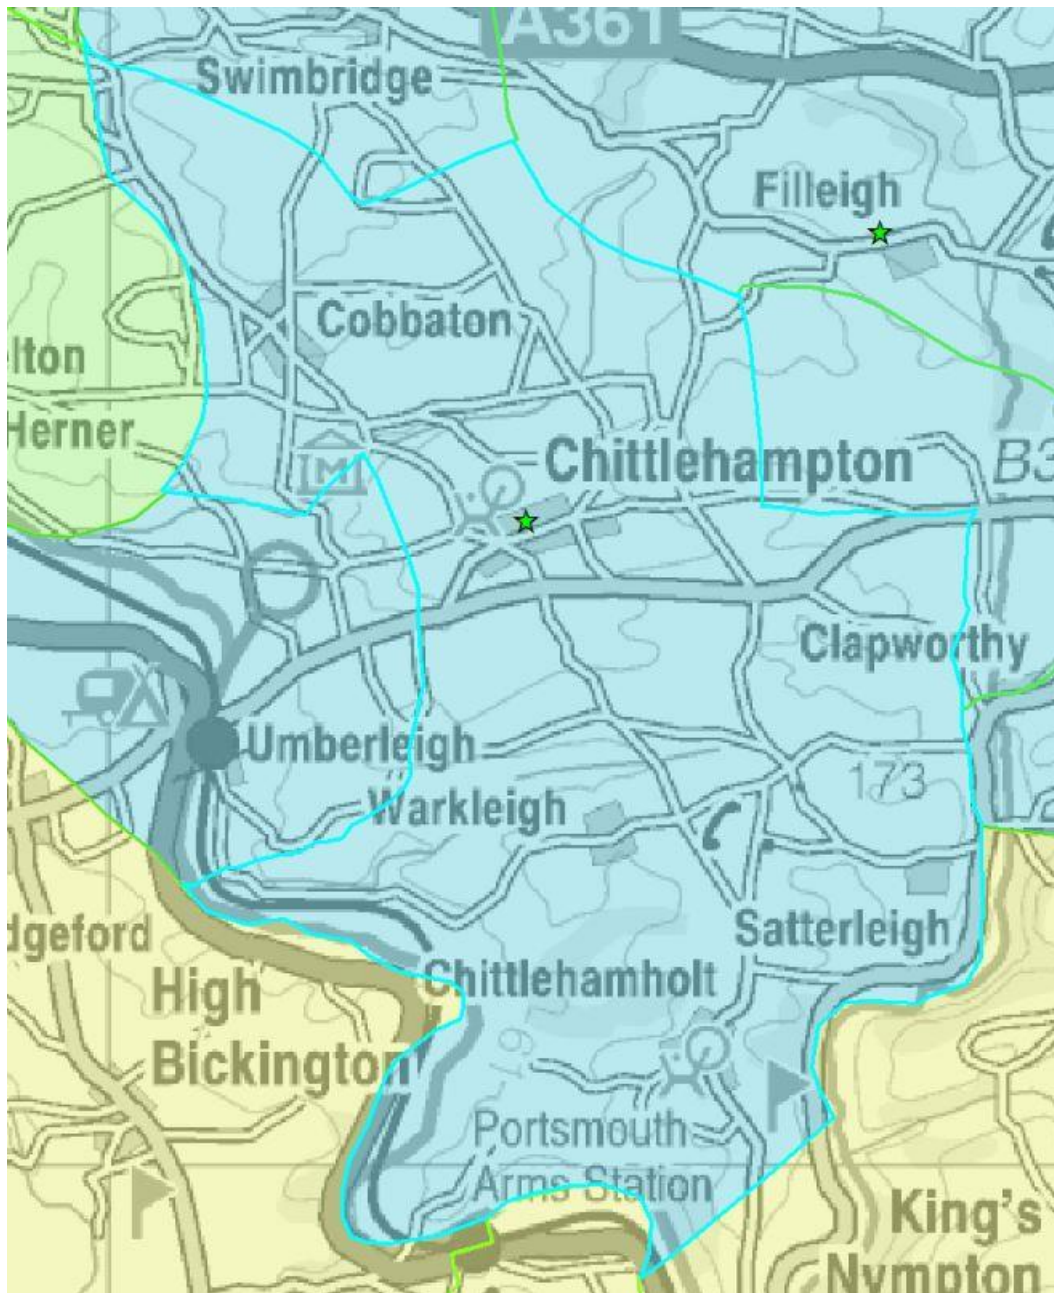 A361
Swimbridge
Filleigh
Cobbaton
lton
Herner
M
Chittlehampton
B3
Clapworthy
Umberleigh
173
Warkleigh
Satterleigh
dgeford
High
Bickington
Chittlehamholt
19
Portsmouth
Arms Station
King's
Nympton